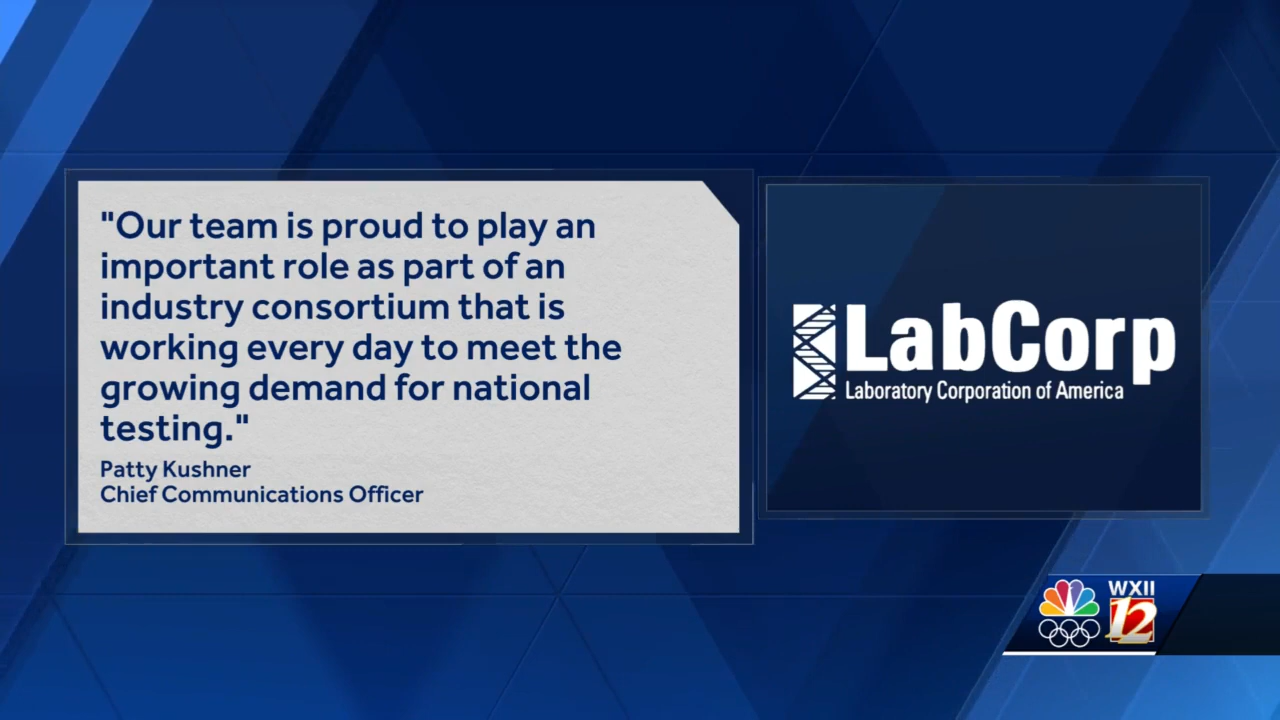 "Our team is proud to play an
important role as part of an
industry consortium that is
working every day to meet the
growing demand for national
testing."
Patty Kushner
Chief Communications Officer
LabCorp
Laboratory Corporation of America
WXII
12